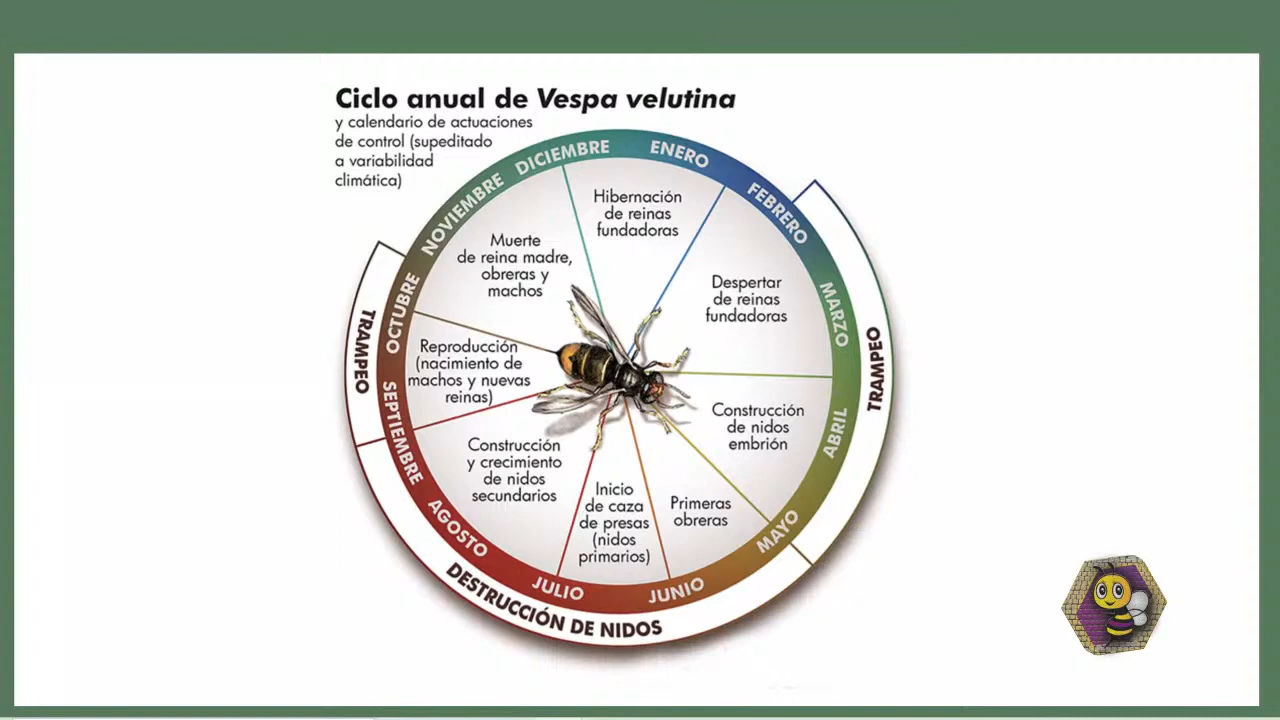 Ciclo anual de Vespa velutina
y calendario de actuaciones
de control (supeditado
a variabilidad
climática)
ENERO
FEBRERO
MARZO
ABRIL
MAYO
JUNIO
JULIO
AGOSTO
SEPTIEMBRE
OCTUBRE
NOVIEMBRE
DICIEMBRE
Hibernación
de reinas
fundadoras
Despertar
de reinas
fundadoras
Construcción
de nidos
embrión
Primeras
obreras
Inicio
de caza
de presas
(nidos
primarios)
Construcción
y crecimiento
de nidos
secundarios
Reproducción
(nacimiento de
machos y nuevas
reinas)
Muerte
de reina madre,
obreras y
machos
TRAMPEO
DESTRUCCIÓN DE NIDOS
TRAMPEO